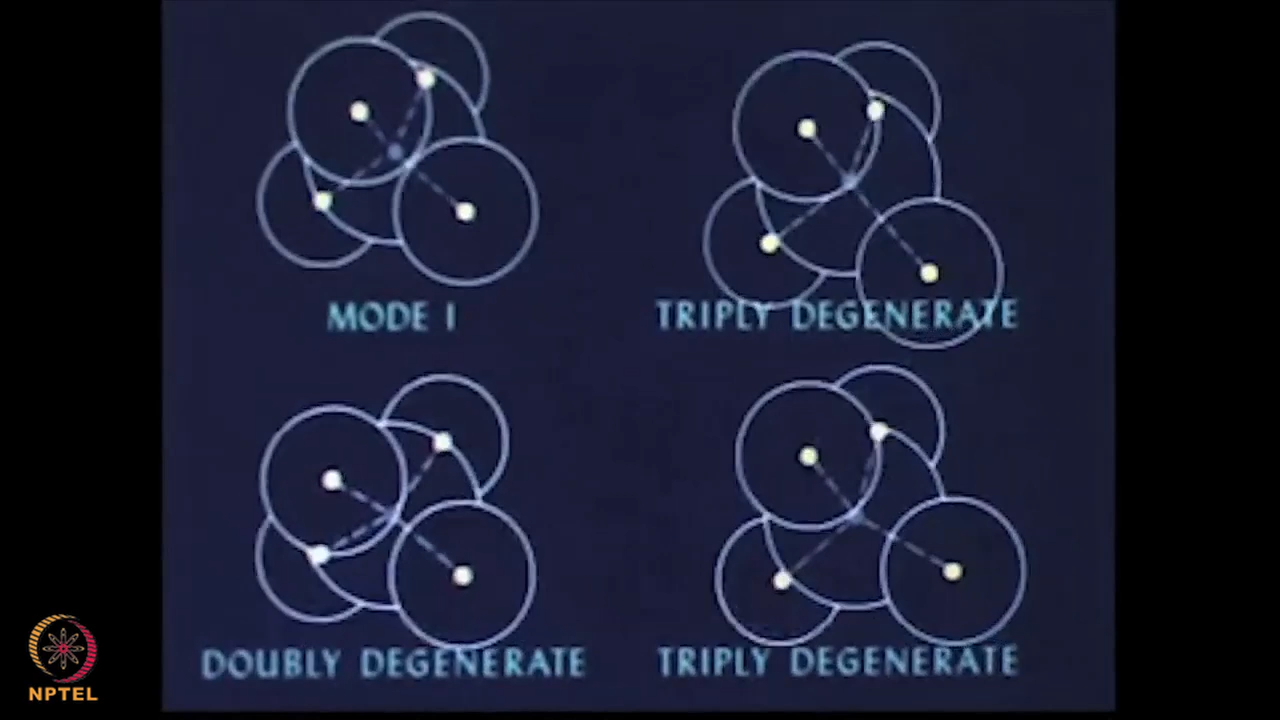 MODE I
TRIPLY DEGENERATE
DOUBLY DEGENERATE
TRIPLY DEGENERATE
NPTEL